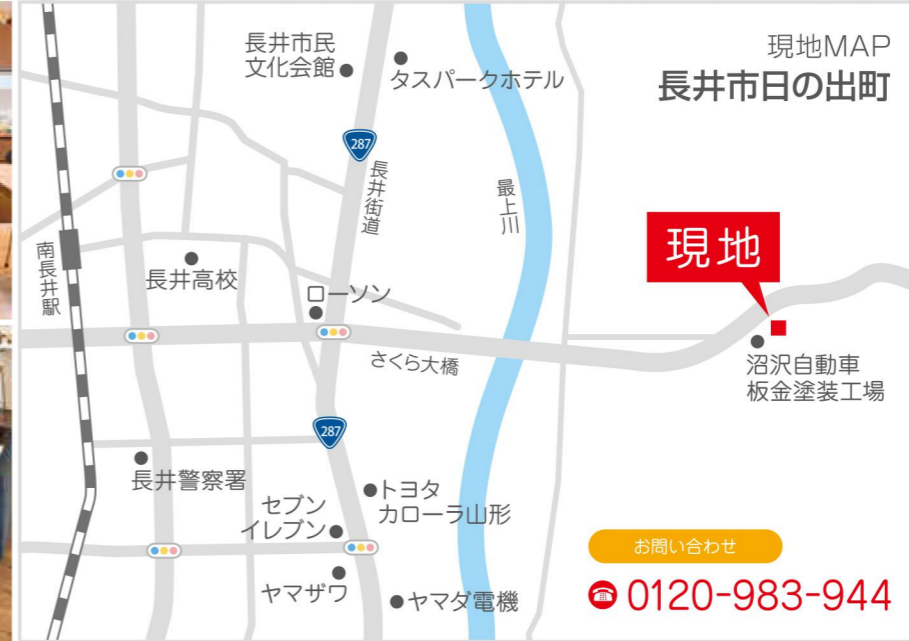 現地MAP
長井市日の出町
長井市民
文化会館
タスパークホテル
287
長井街道
最上川
南長井駅
長井高校
ローソン
現地
さくら大橋
沼沢自動車
板金塗装工場
287
長井警察署
トヨタ
カローラ山形
セブン
イレブン
ヤマザワ
ヤマダ電機
お問い合わせ
0120-983-944